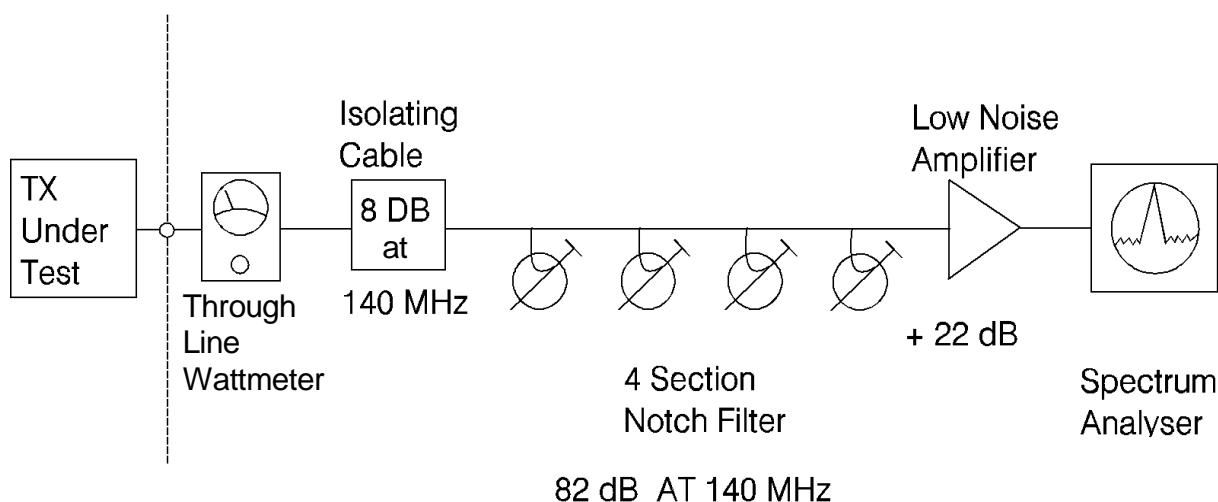 TX
Under
Test
Through
Line
Wattmeter
Isolating
Cable
8 DB
at
140 MHz
4 Section
Notch Filter
82 dB AT 140 MHz
Low Noise
Amplifier
+ 22 dB
Spectrum
Analyser